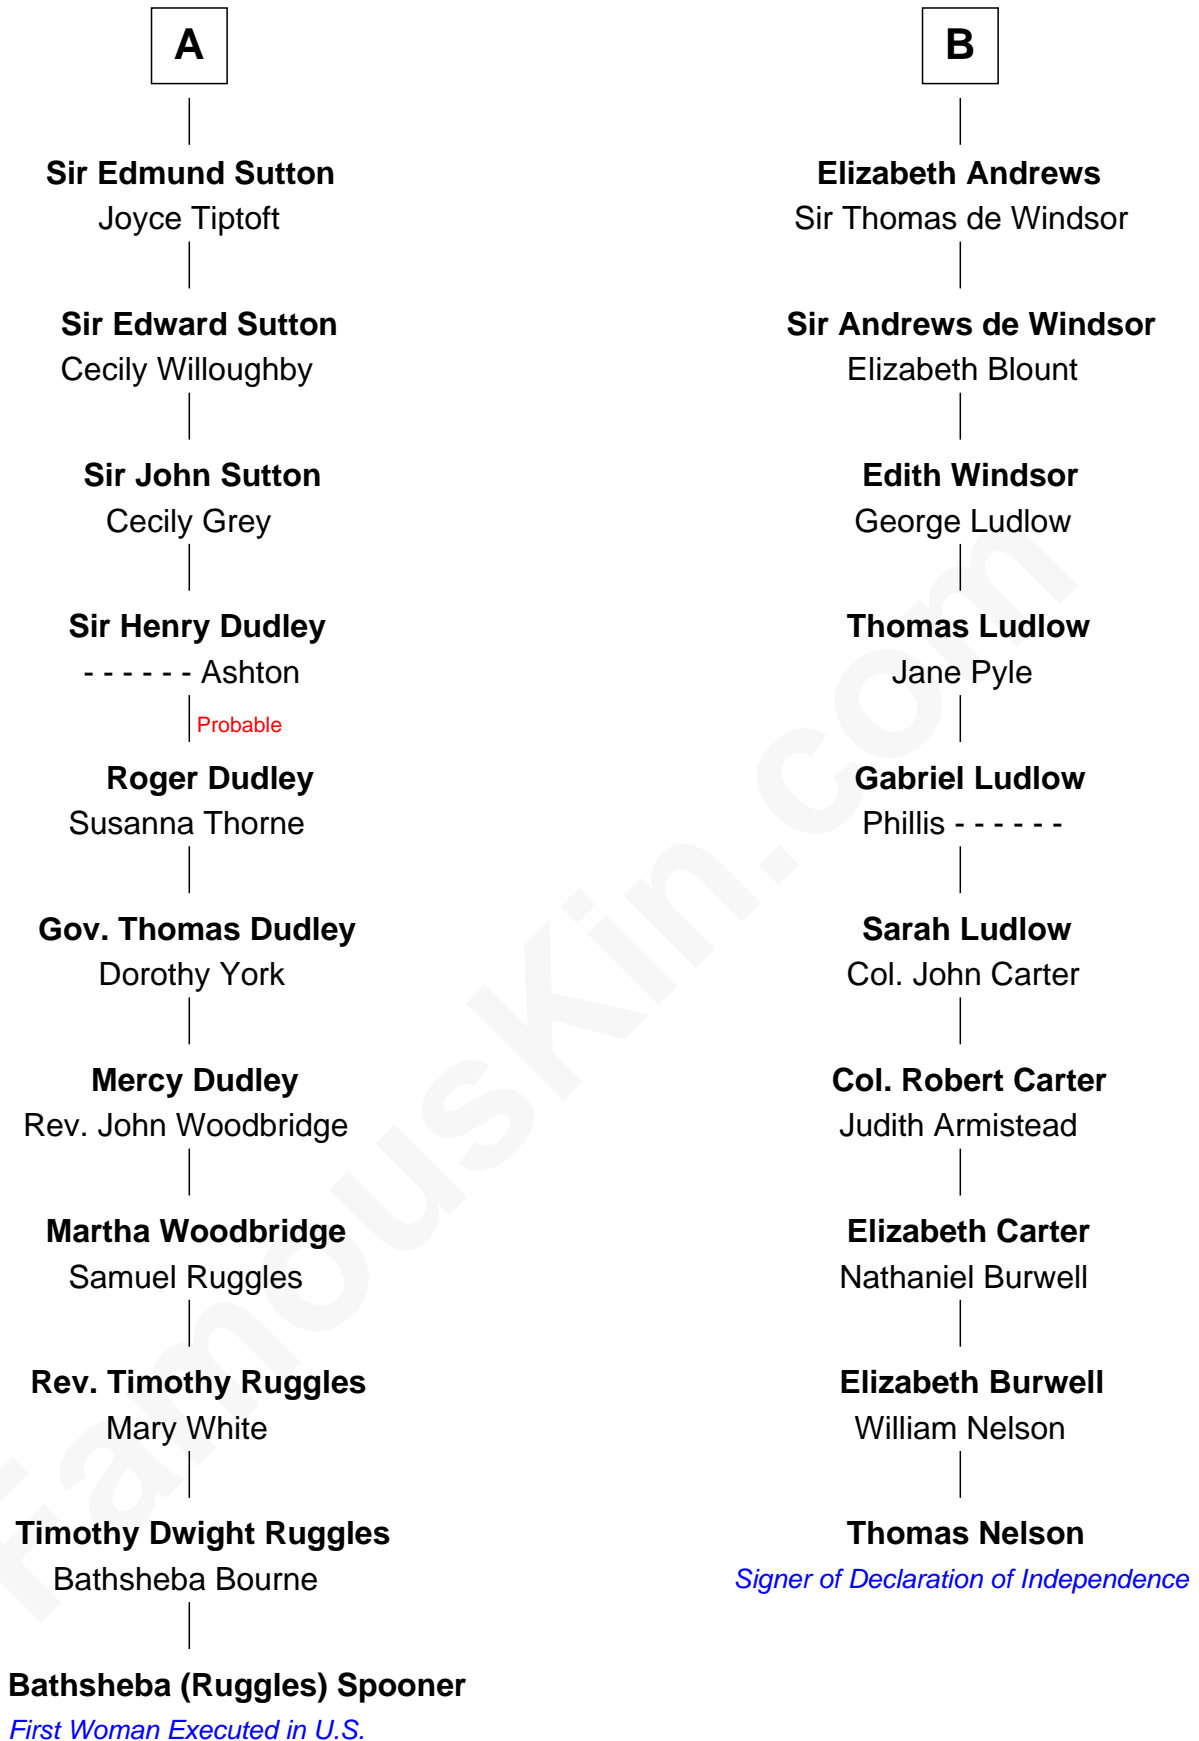 A
Sir Edmund Sutton
Joyce Tiptoft
Sir Edward Sutton
Cecily Willoughby
Sir John Sutton
Cecily Grey
Sir Henry Dudley
- - - - - - Ashton
Probable
Roger Dudley
Susanna Thorne
Gov. Thomas Dudley
Dorothy York
Mercy Dudley
Rev. John Woodbridge
Martha Woodbridge
Samuel Ruggles
Rev. Timothy Ruggles
Mary White
Timothy Dwight Ruggles
Bathsheba Bourne
Bathsheba (Ruggles) Spooner
First Woman Executed in U.S.
B
Elizabeth Andrews
Sir Thomas de Windsor
Sir Andrews de Windsor
Elizabeth Blount
Edith Windsor
George Ludlow
Thomas Ludlow
Jane Pyle
Gabriel Ludlow
Phillis - - - - - -
Sarah Ludlow
Col. John Carter
Col. Robert Carter
Judith Armistead
Elizabeth Carter
Nathaniel Burwell
Elizabeth Burwell
William Nelson
Thomas Nelson
Signer of Declaration of Independence
FamousKin.com